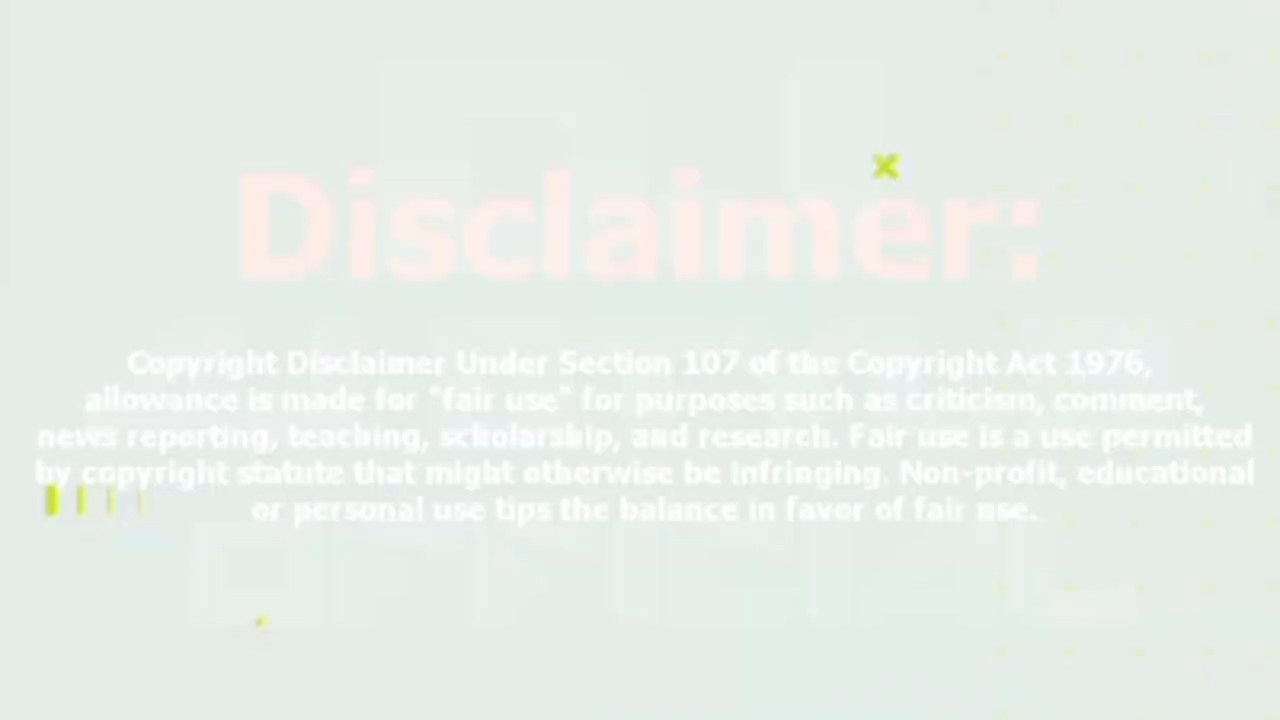 Disclaimer:
Copyright Disclaimer Under Section 107 of the Copyright Act 1976,
allowance is made for "fair use" for purposes such as criticism, comment,
news reporting, teaching, scholarship, and research. Fair use is a use permitted
by copyright statute that might otherwise be infringing. Non-profit, educational
or personal use tips the balance in favor of fair use.